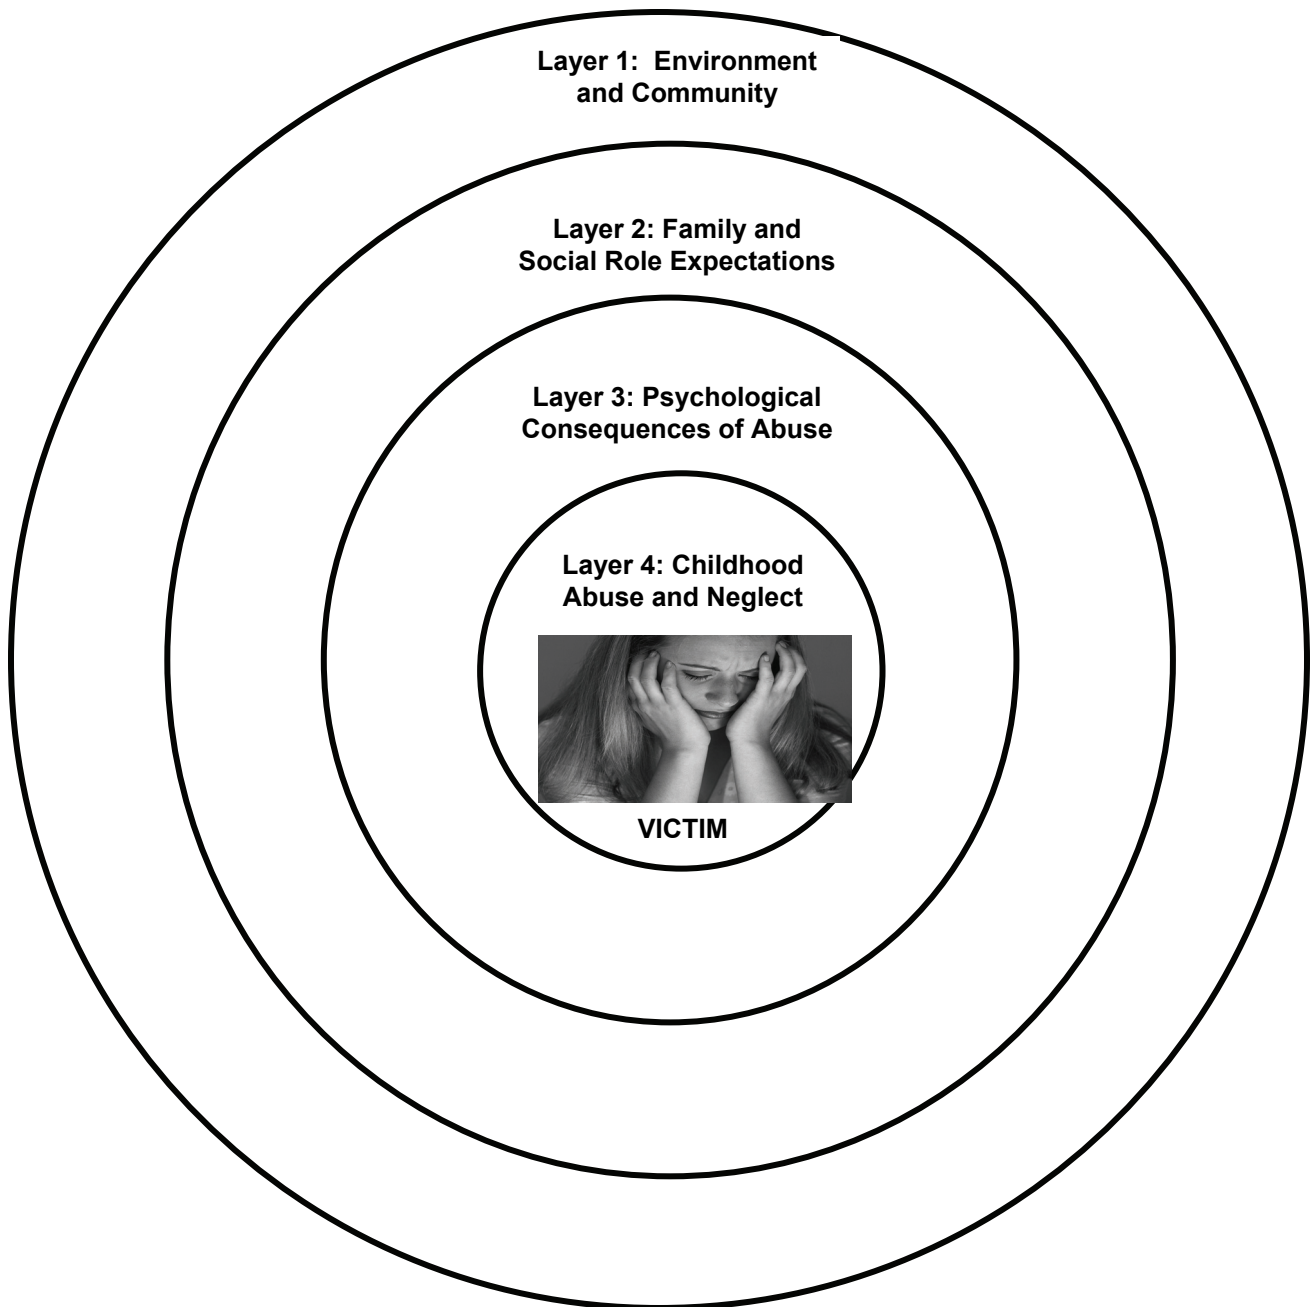 Layer 1:  Environment
and Community
Layer 2: Family and
Social Role Expectations
Layer 3: Psychological
Consequences of Abuse
Layer 4: Childhood
Abuse and Neglect
VICTIM